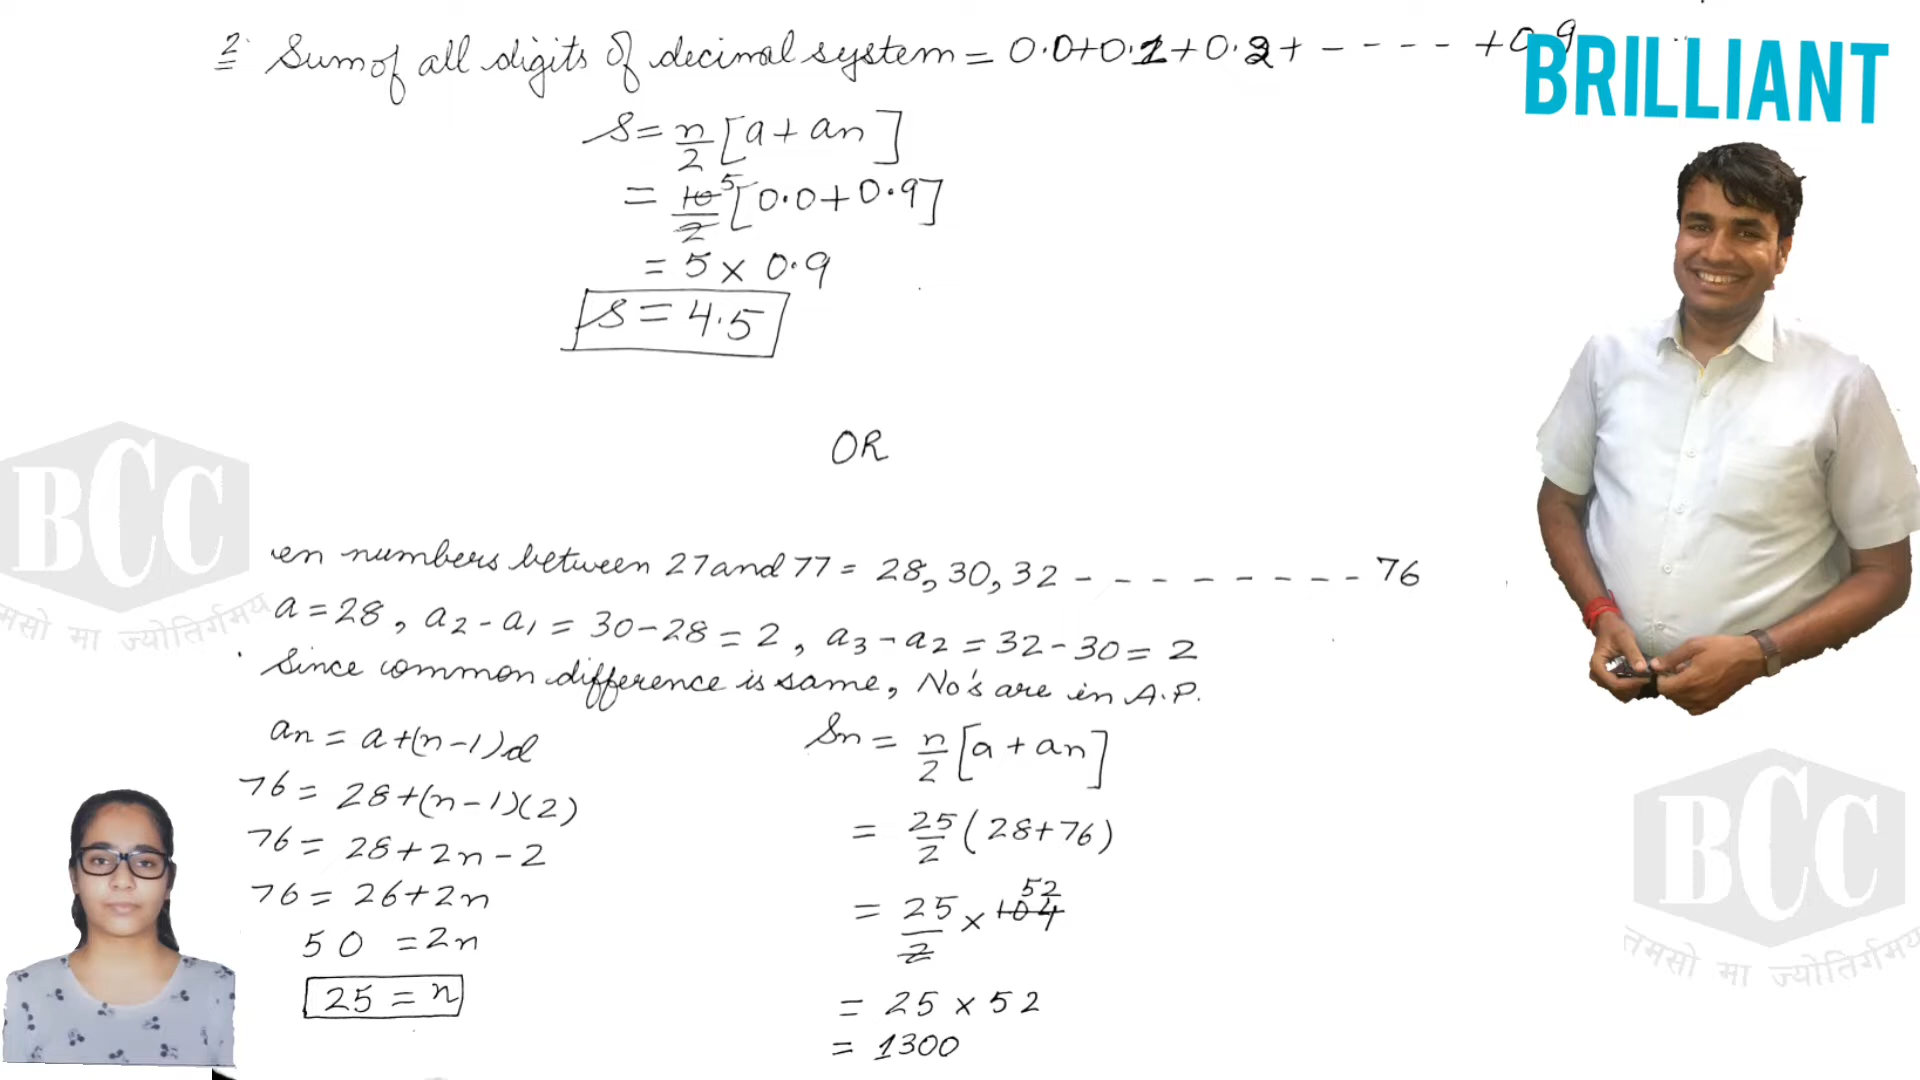 2. Sum of all digits of decimal system = 0.0+0.1+0.2+ - - - - +0.9
BRILLIANT
S = n/2 [a + an]
= 10/2 5 [0.0+0.9]
= 5 × 0.9
S = 4.5
OR
BCC
तमसो मा ज्योतिर्गमय
en numbers between 27 and 77 = 28, 30, 32 - - - - - - - - 76
a = 28, a2 - a1 = 30 - 28 = 2, a3 - a2 = 32 - 30 = 2
Since common difference is same, No's are in A.P.
an = a + (n-1)d
76 = 28 + (n-1)(2)
76 = 28 + 2n - 2
76 = 26 + 2n
50 = 2n
25 = n
Sn = n/2 [a + an]
= 25/2 (28+76)
= 25/2 × 104 52
= 25 × 52
= 1300
BCC
तमसो मा ज्योतिर्गमय